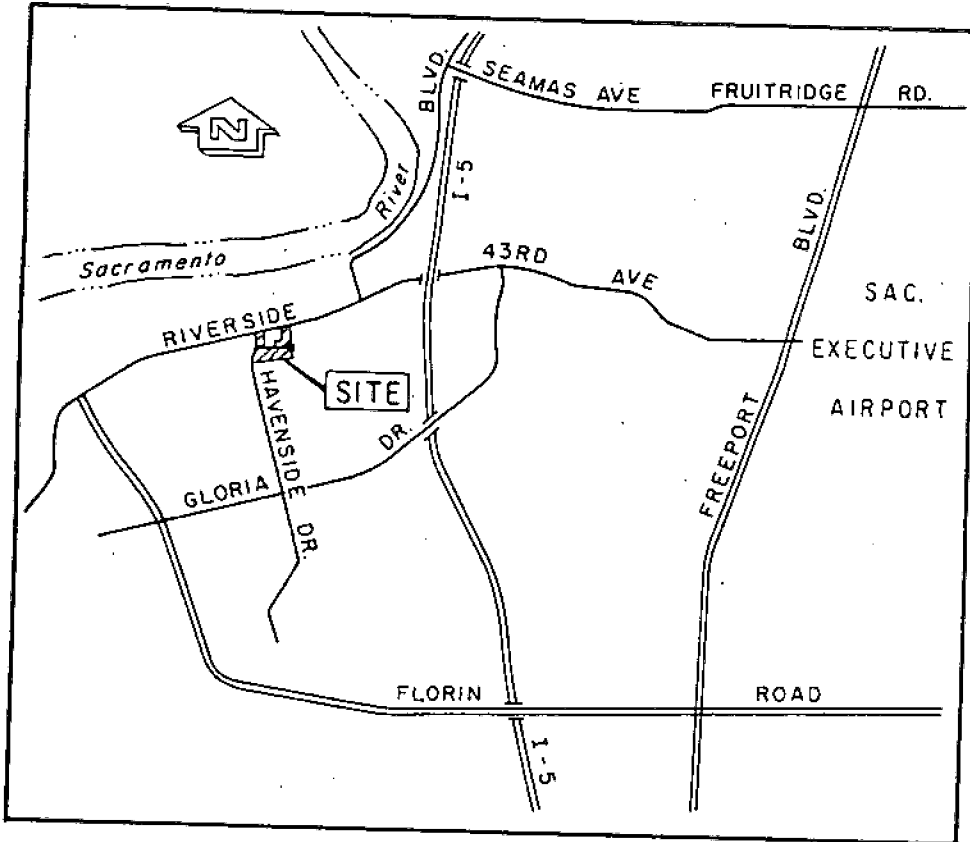 BLVD.
SEAMAS AVE
FRUITRIDGE RD.
N
I-5
River
Sacramento
43RD AVE
BLVD.
SAC.
EXECUTIVE
AIRPORT
RIVERSIDE
SITE
HAVENSIDE DR.
GLORIA DR.
FREEPORT
FLORIN ROAD
I-5